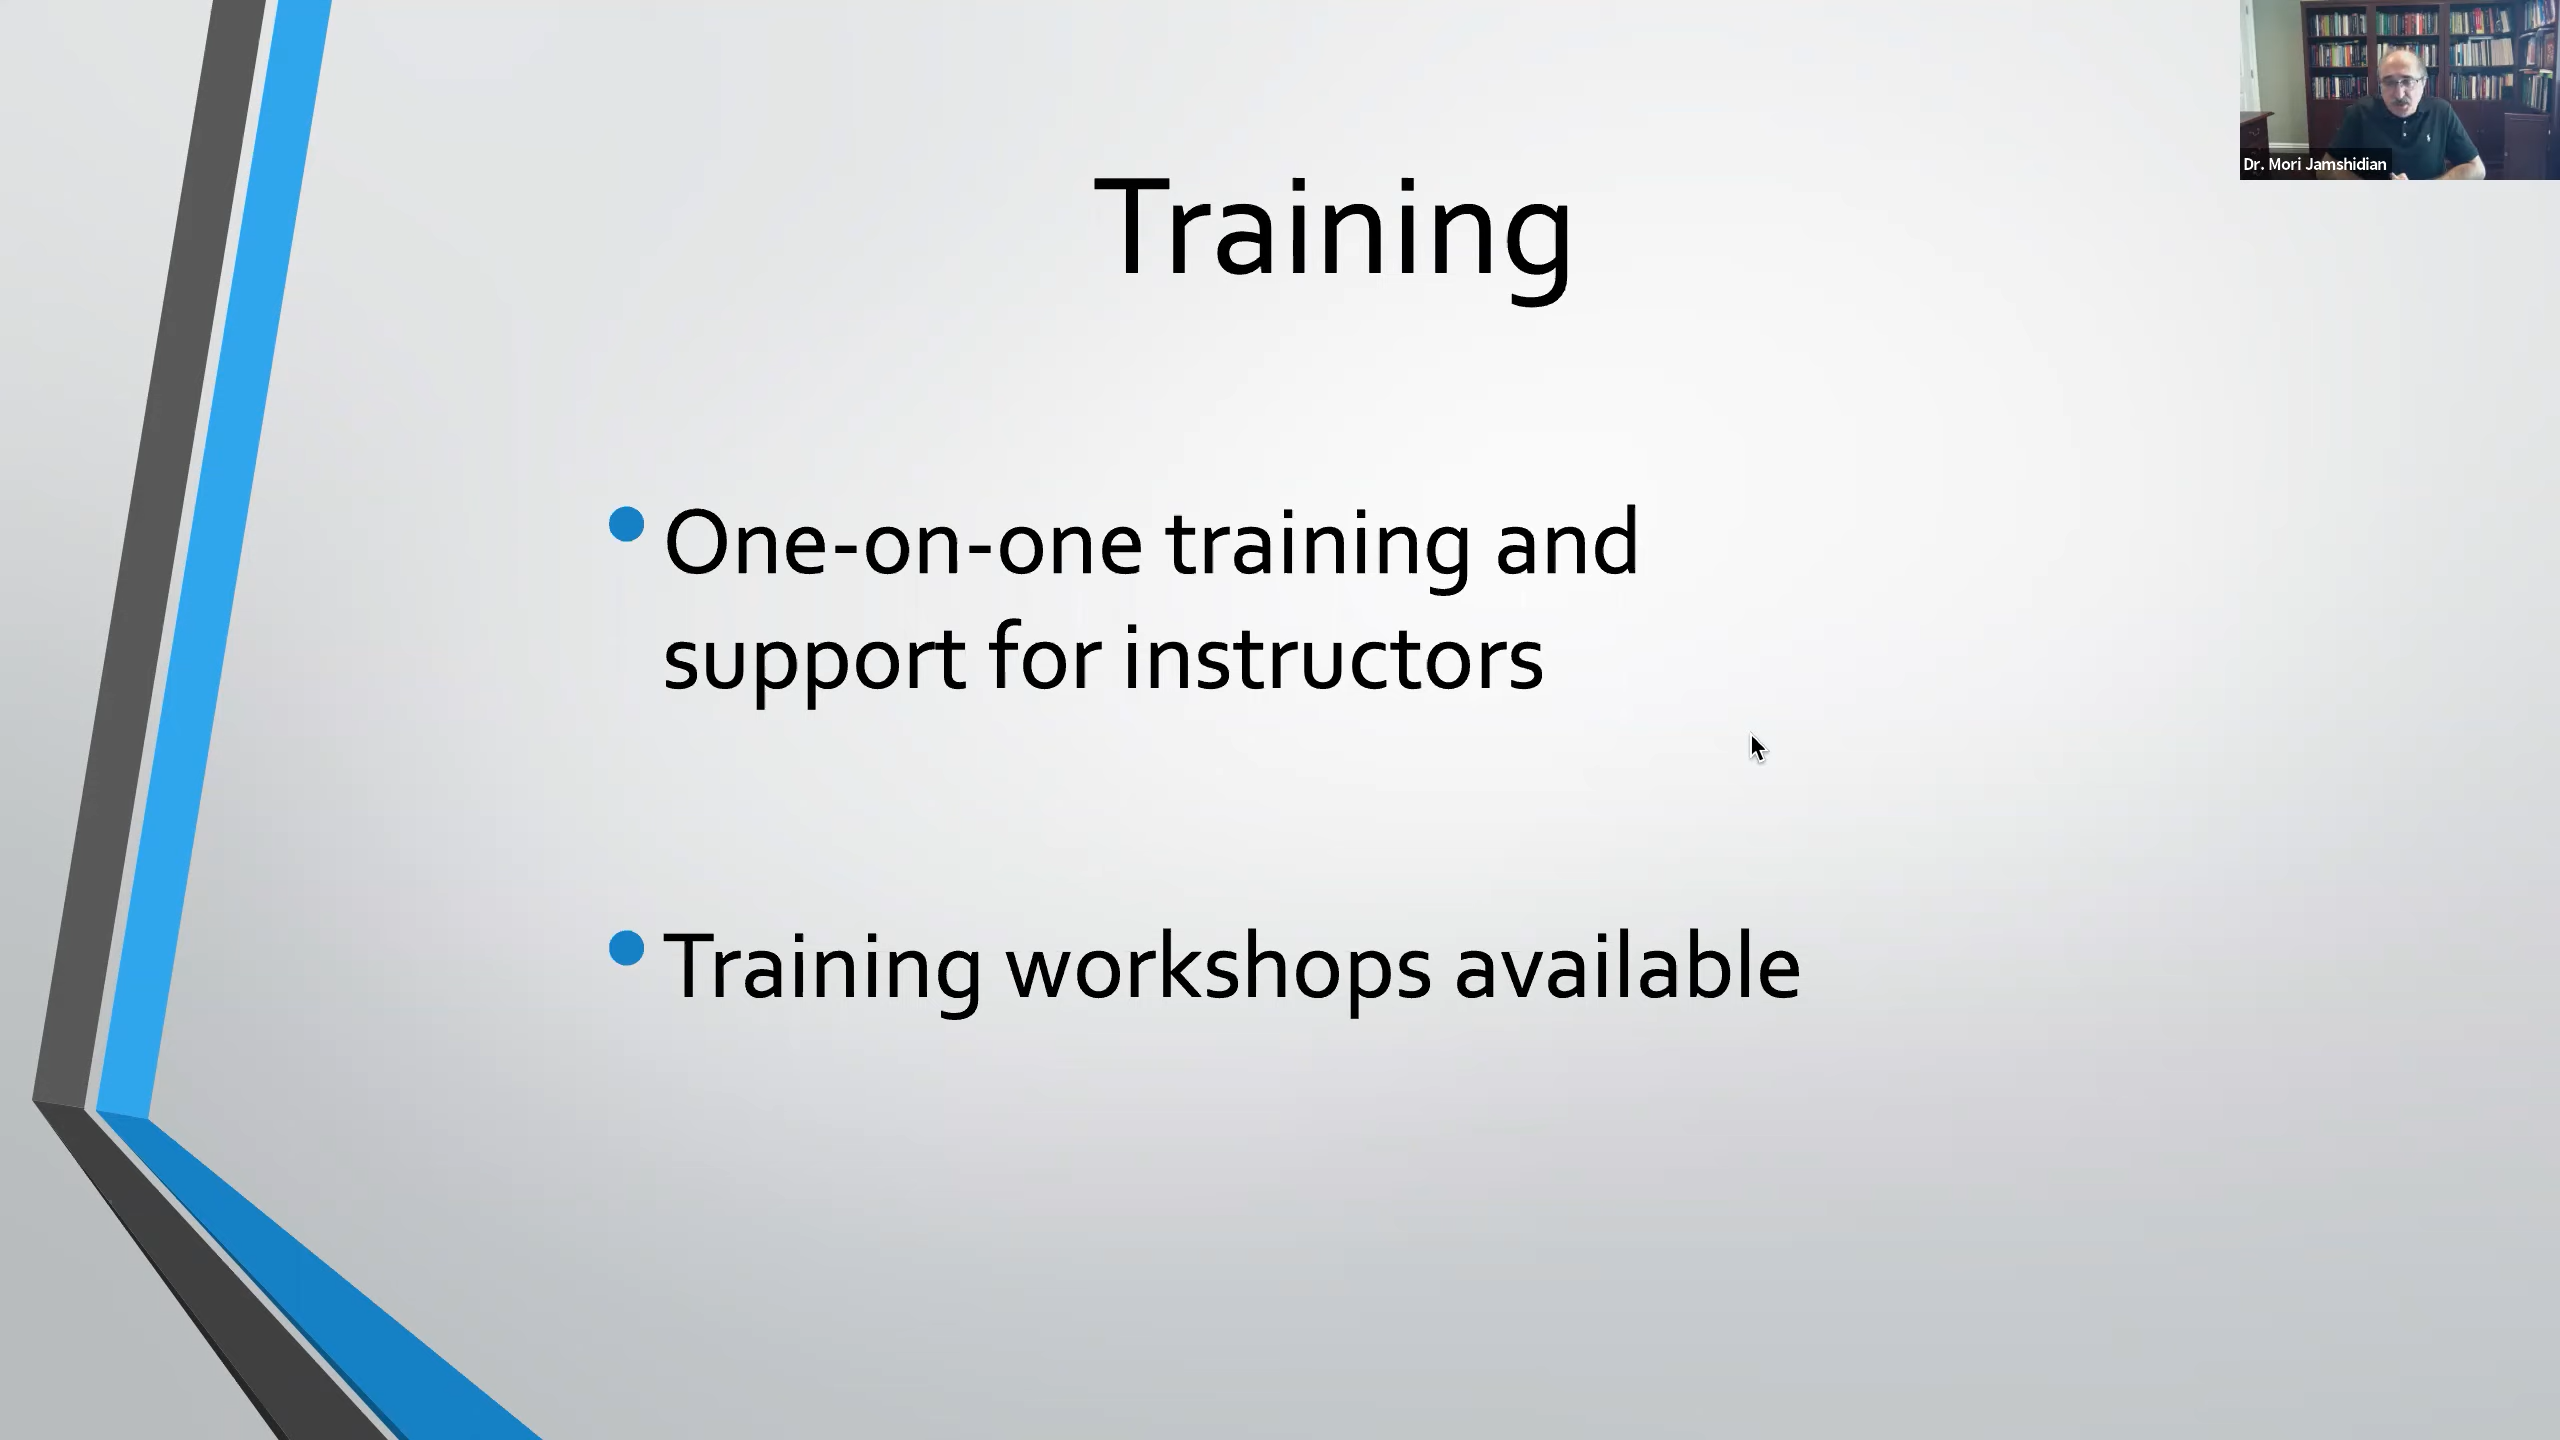 Dr. Mori Jamshidian
Training
One-on-one training and
support for instructors
Training workshops available